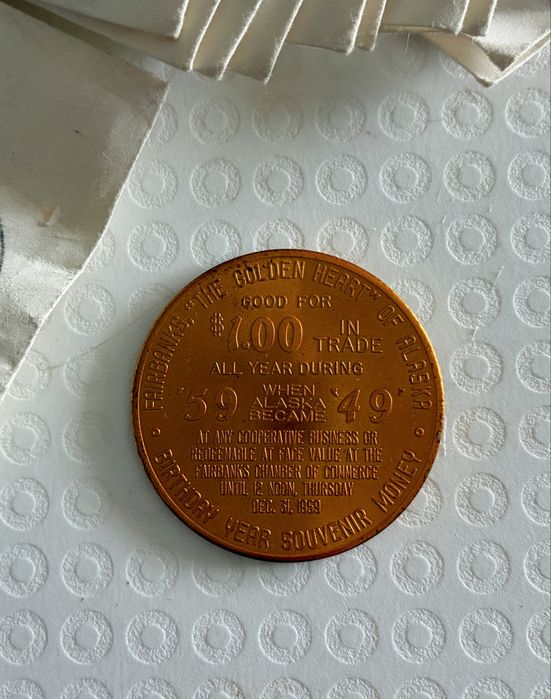 FAIRBANKS, "THE GOLDEN HEART" OF ALASKA
GOOD FOR
$1.00 IN TRADE
ALL YEAR DURING
'59 WHEN ALASKA BECAME '49'
AT ANY COOPERATIVE BUSINESS OR
REDEEMABLE AT FACE VALUE AT THE
FAIRBANKS CHAMBER OF COMMERCE
UNTIL 12 NOON, THURSDAY
DEC. 31, 1959
BIRTHDAY YEAR SOUVENIR MONEY